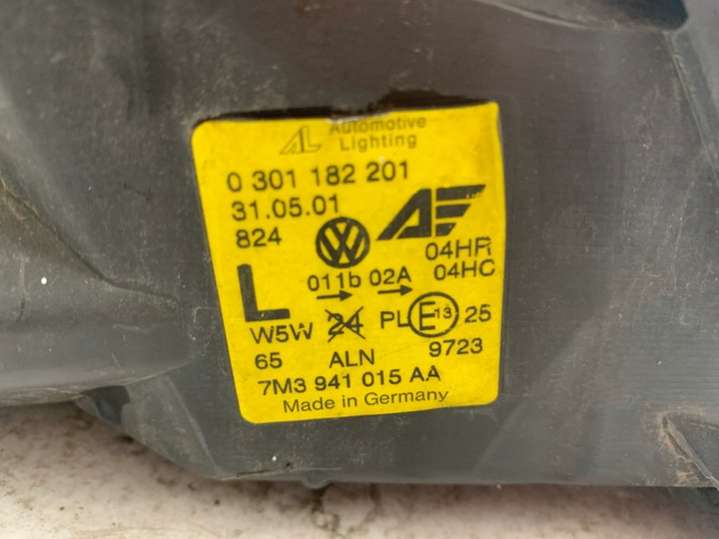 AL Automotive
Lighting
0 301 182 201
31.05.01
824
04HR
L 011b 02A 04HC
W5W 24 PL E 13 25
65 ALN 9723
7M3 941 015 AA
Made in Germany